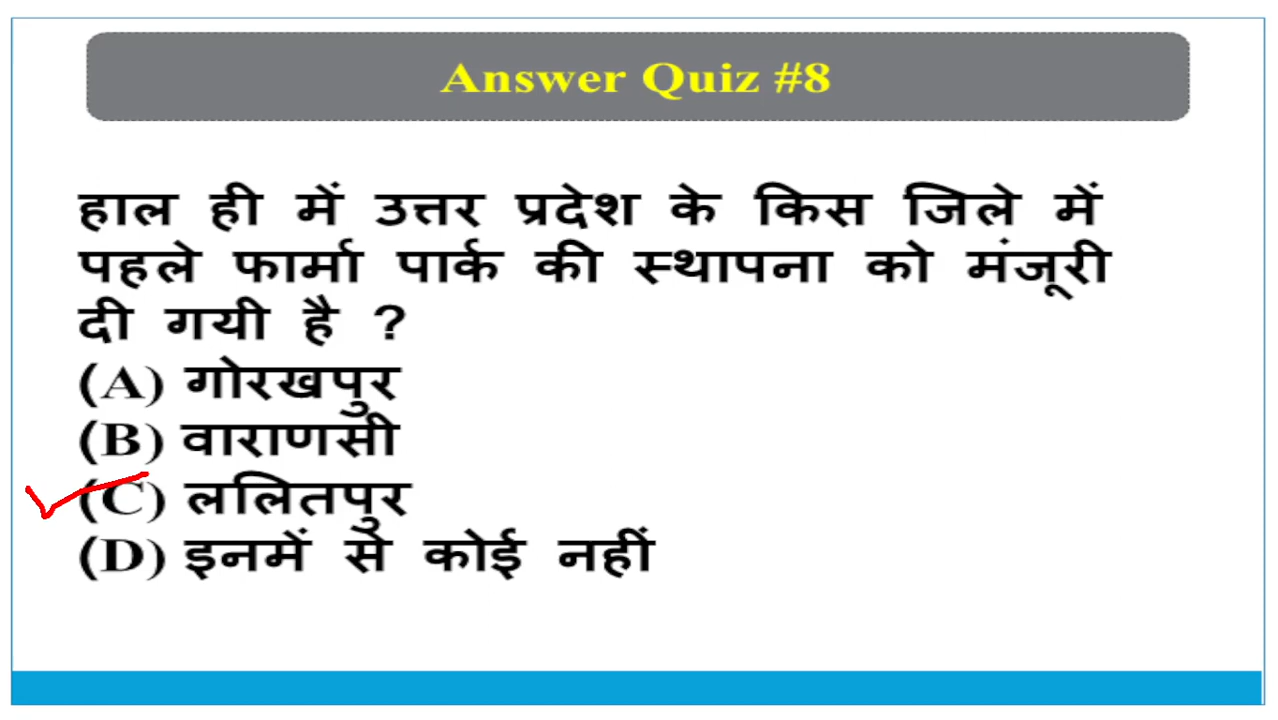 Answer Quiz #8
हाल ही में उत्तर प्रदेश के किस जिले में
पहले फार्मा पार्क की स्थापना को मंजूरी
दी गयी है ?
(A) गोरखपुर
(B) वाराणसी
(C) ललितपुर
(D) इनमें से कोई नहीं